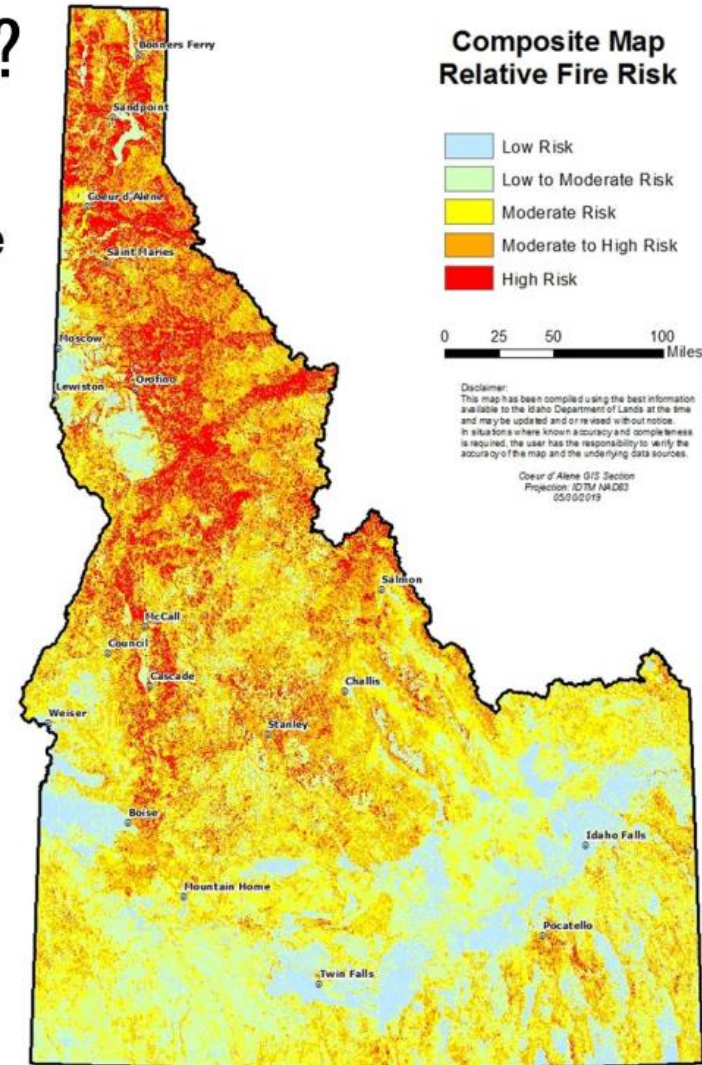 ?
e
Composite Map
Relative Fire Risk
Low Risk
Low to Moderate Risk
Moderate Risk
Moderate to High Risk
High Risk
0 25 50 100
Miles
Disclaimer:
This map has been compiled using the best information
available to the Idaho Department of Lands at the time
and may be updated and or revised without notice.
In situations where known accuracy and completeness
is required, the user has the responsibility to verify the
accuracy of the map and the underlying data sources.
Coeur d'Alene GIS Section
Projection: IDTM NAD83
05/30/2019
Bonners Ferry
Sandpoint
Coeur d'Alene
Saint Maries
Moscow
Lewiston
Orofino
Salmon
McCall
Council
Cascade
Challis
Weiser
Stanley
Boise
Idaho Falls
Mountain Home
Pocatello
Twin Falls